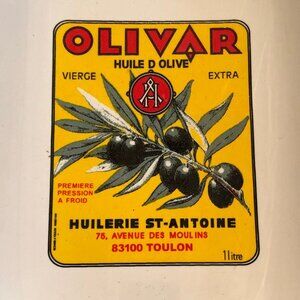 OLIVAR
HUILE D OLIVE
VIERGE EXTRA
PREMIERE
PRESSION
A FROID
HUILERIE ST-ANTOINE
75, AVENUE DES MOULINS
83100 TOULON
1 litre